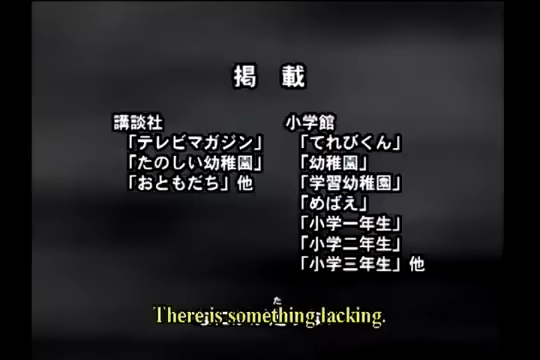 掲 載
講談社
「テレビマガジン」
「たのしい幼稚園」
「おともだち」他
小学館
「てれびくん」
「幼稚園」
「学習幼稚園」
「めばえ」
「小学一年生」
「小学二年生」
「小学三年生」他
There is something lacking.